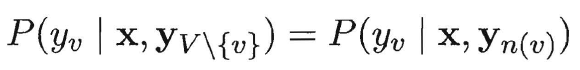 P(y_v | x, y_{V\{v}}) = P(y_v | x, y_{n(v)})